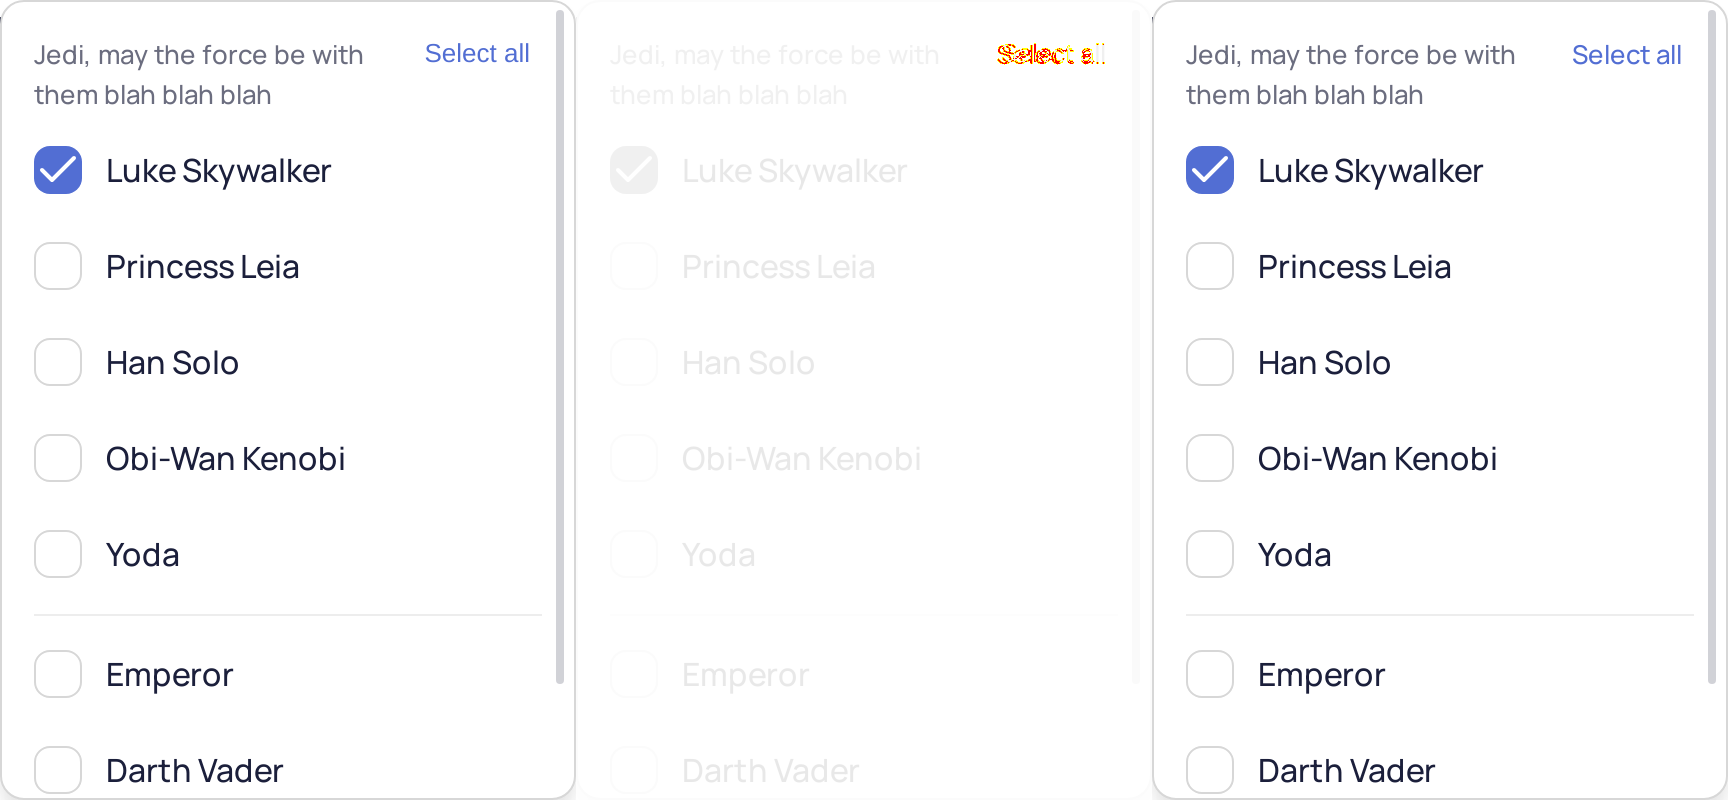 Jedi, may the force be with
them blah blah blah
Select all
Luke Skywalker
Princess Leia
Han Solo
Obi-Wan Kenobi
Yoda
Emperor
Darth Vader
Jedi, may the force be with
them blah blah blah
Select all
Luke Skywalker
Princess Leia
Han Solo
Obi-Wan Kenobi
Yoda
Emperor
Darth Vader
Jedi, may the force be with
them blah blah blah
Select all
Luke Skywalker
Princess Leia
Han Solo
Obi-Wan Kenobi
Yoda
Emperor
Darth Vader